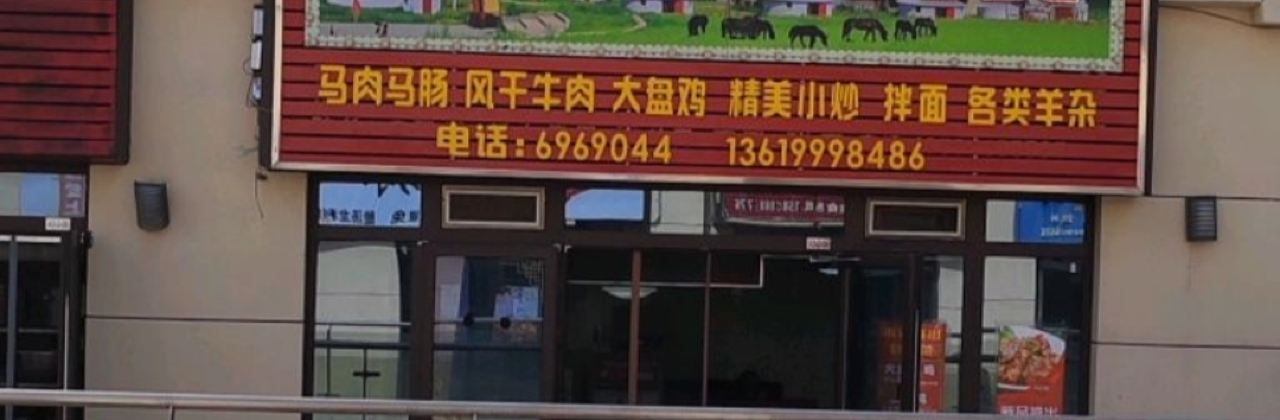 马肉马肠 风干牛肉 大盘鸡 精美小炒 拌面 各类羊杂
电话:6969044 13619998486